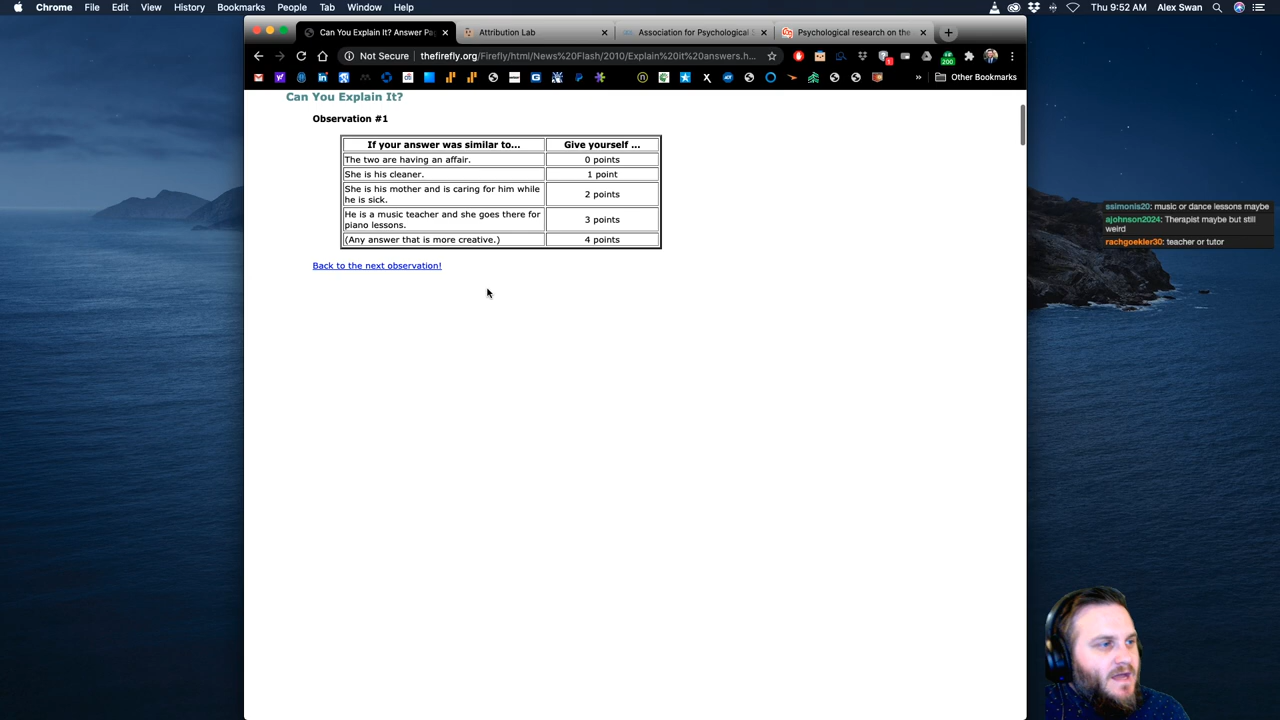 Chrome File Edit View History Bookmarks People Tab Window Help
Thu 9:52 AM Alex Swan
Can You Explain It? Answer Pa
Attribution Lab
Association for Psychological
Psychological research on the
Not Secure thefirefly.org/Firefly/html/News%20Flash/2010/Explain%20it%20answers.h...
Other Bookmarks
Can You Explain It?
Observation #1
If your answer was similar to... Give yourself ...
The two are having an affair. 0 points
She is his cleaner. 1 point
She is his mother and is caring for him while
he is sick. 2 points
He is a music teacher and she goes there for
piano lessons. 3 points
(Any answer that is more creative.) 4 points
Back to the next observation!
ssimonis20: music or dance lessons maybe
ajohnson2024: Therapist maybe but still
weird
rachgoekler30: teacher or tutor